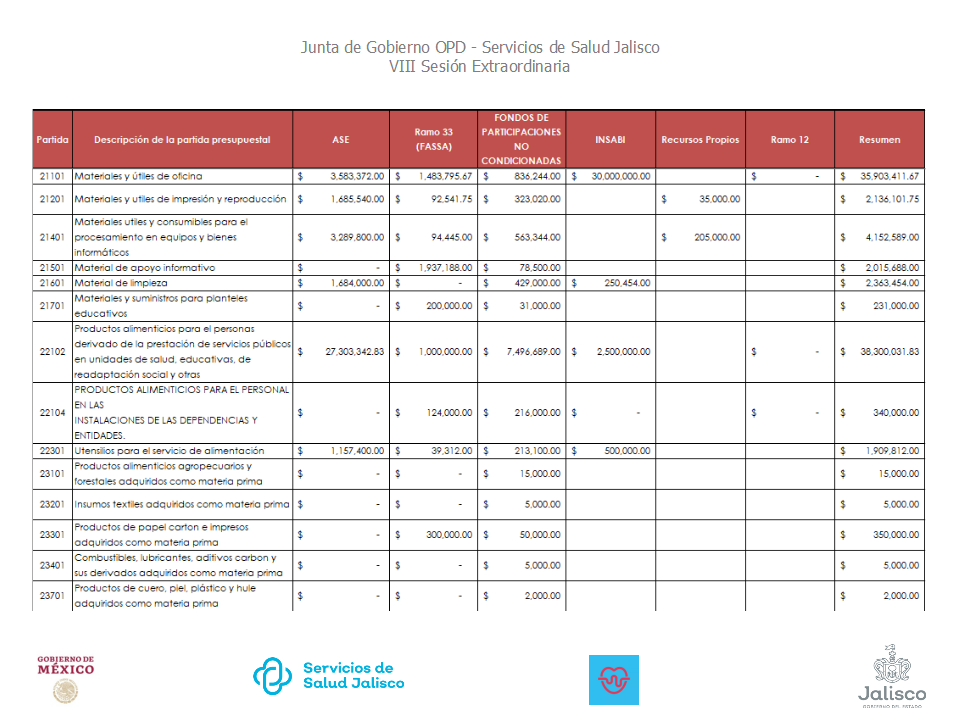 Junta de Gobierno OPD - Servicios de Salud Jalisco
VIII Sesión Extraordinaria
Partida Descripción de la partida presupuestal ASE Ramo 33 (FASSA) FONDOS DE PARTICIPACIONES NO CONDICIONADAS INSABI Recursos Propios Ramo 12 Resumen
21101 Materiales y útiles de oficina $ 3,583,372.00 $ 1,483,795.67 $ 836,244.00 $ 30,000,000.00 $ - $ 35,903,411.67
21201 Materiales y utiles de impresión y reproducción $ 1,685,540.00 $ 92,541.75 $ 323,020.00 $ 35,000.00 $ 2,136,101.75
Materiales utiles y consumibles para el
21401 procesamiento en equipos y bienes $ 3,289,800.00 $ 94,445.00 $ 563,344.00 $ 205,000.00 $ 4,152,589.00
informáticos
21501 Material de apoyo informativo $ - $ 1,937,188.00 $ 78,500.00 $ 2,015,688.00
21601 Material de limpieza $ 1,684,000.00 $ - $ 429,000.00 $ 250,454.00 $ 2,363,454.00
Materiales y suministros para planteles
21701 educativos $ - $ 200,000.00 $ 31,000.00 $ 231,000.00
Productos alimenticios para el personas
derivado de la prestación de servicios públicos
22102 en unidades de salud, educativas, de $ 27,303,342.83 $ 1,000,000.00 $ 7,496,689.00 $ 2,500,000.00 $ - $ 38,300,031.83
readaptación social y otras
PRODUCTOS ALIMENTICIOS PARA EL PERSONAL
EN LAS
22104 INSTALACIONES DE LAS DEPENDENCIAS Y $ - $ 124,000.00 $ 216,000.00 $ - $ - $ 340,000.00
ENTIDADES.
22301 Utensilios para el servicio de alimentación $ 1,157,400.00 $ 39,312.00 $ 213,100.00 $ 500,000.00 $ 1,909,812.00
Productos alimenticios agropecuarios y
23101 forestales adquiridos como materia prima $ - $ - $ 15,000.00 $ 15,000.00
23201 Insumos textiles adquiridos como materia prima $ - $ - $ 5,000.00 $ 5,000.00
Productos de papel carton e impresos
23301 adquiridos como materia prima $ - $ 300,000.00 $ 50,000.00 $ 350,000.00
Combustibles, lubricantes, aditivos carbon y
23401 sus derivados adquiridos como materia prima $ - $ - $ 5,000.00 $ 5,000.00
Productos de cuero, piel, plástico y hule
23701 adquiridos como materia prima $ - $ - $ 2,000.00 $ 2,000.00
GOBIERNO DE
MÉXICO
Servicios de
Salud Jalisco
Jalisco
GOBIERNO DEL ESTADO